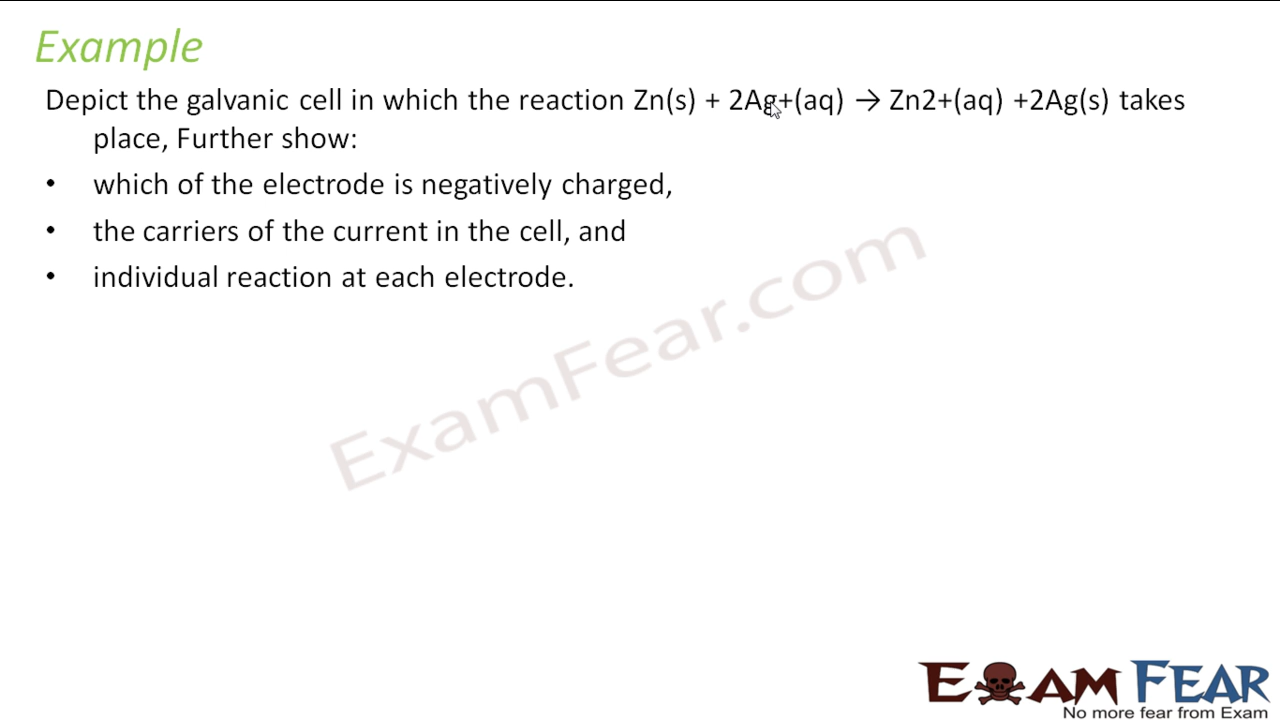 Example
Depict the galvanic cell in which the reaction Zn(s) + 2Ag+(aq) → Zn2+(aq) +2Ag(s) takes
place, Further show:
• which of the electrode is negatively charged,
• the carriers of the current in the cell, and
• individual reaction at each electrode.
ExamFear.com
EXAM FEAR
No more fear from Exam